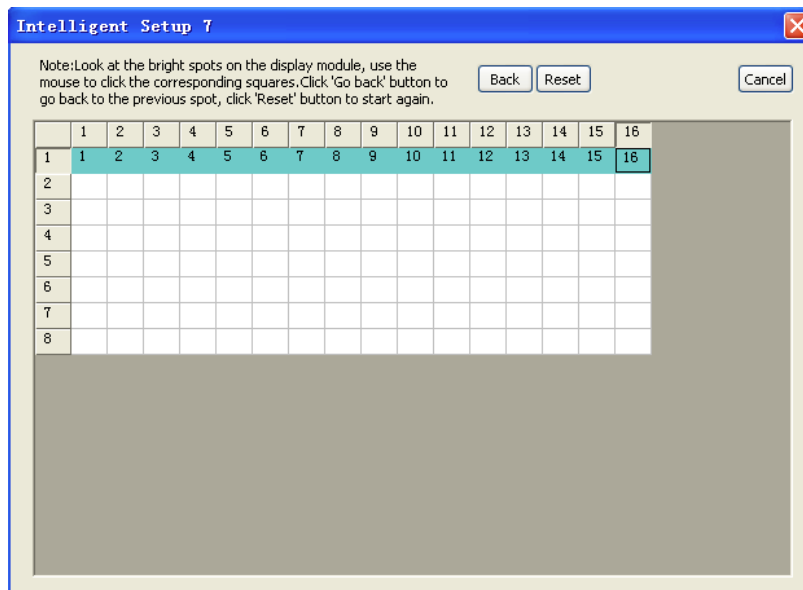 Intelligent Setup 7
Note:Look at the bright spots on the display module, use the
mouse to click the corresponding squares.Click 'Go back' button to
go back to the previous spot, click 'Reset' button to start again.
Back Reset Cancel
1 2 3 4 5 6 7 8 9 10 11 12 13 14 15 16
1 1 2 3 4 5 6 7 8 9 10 11 12 13 14 15 16
2
3
4
5
6
7
8